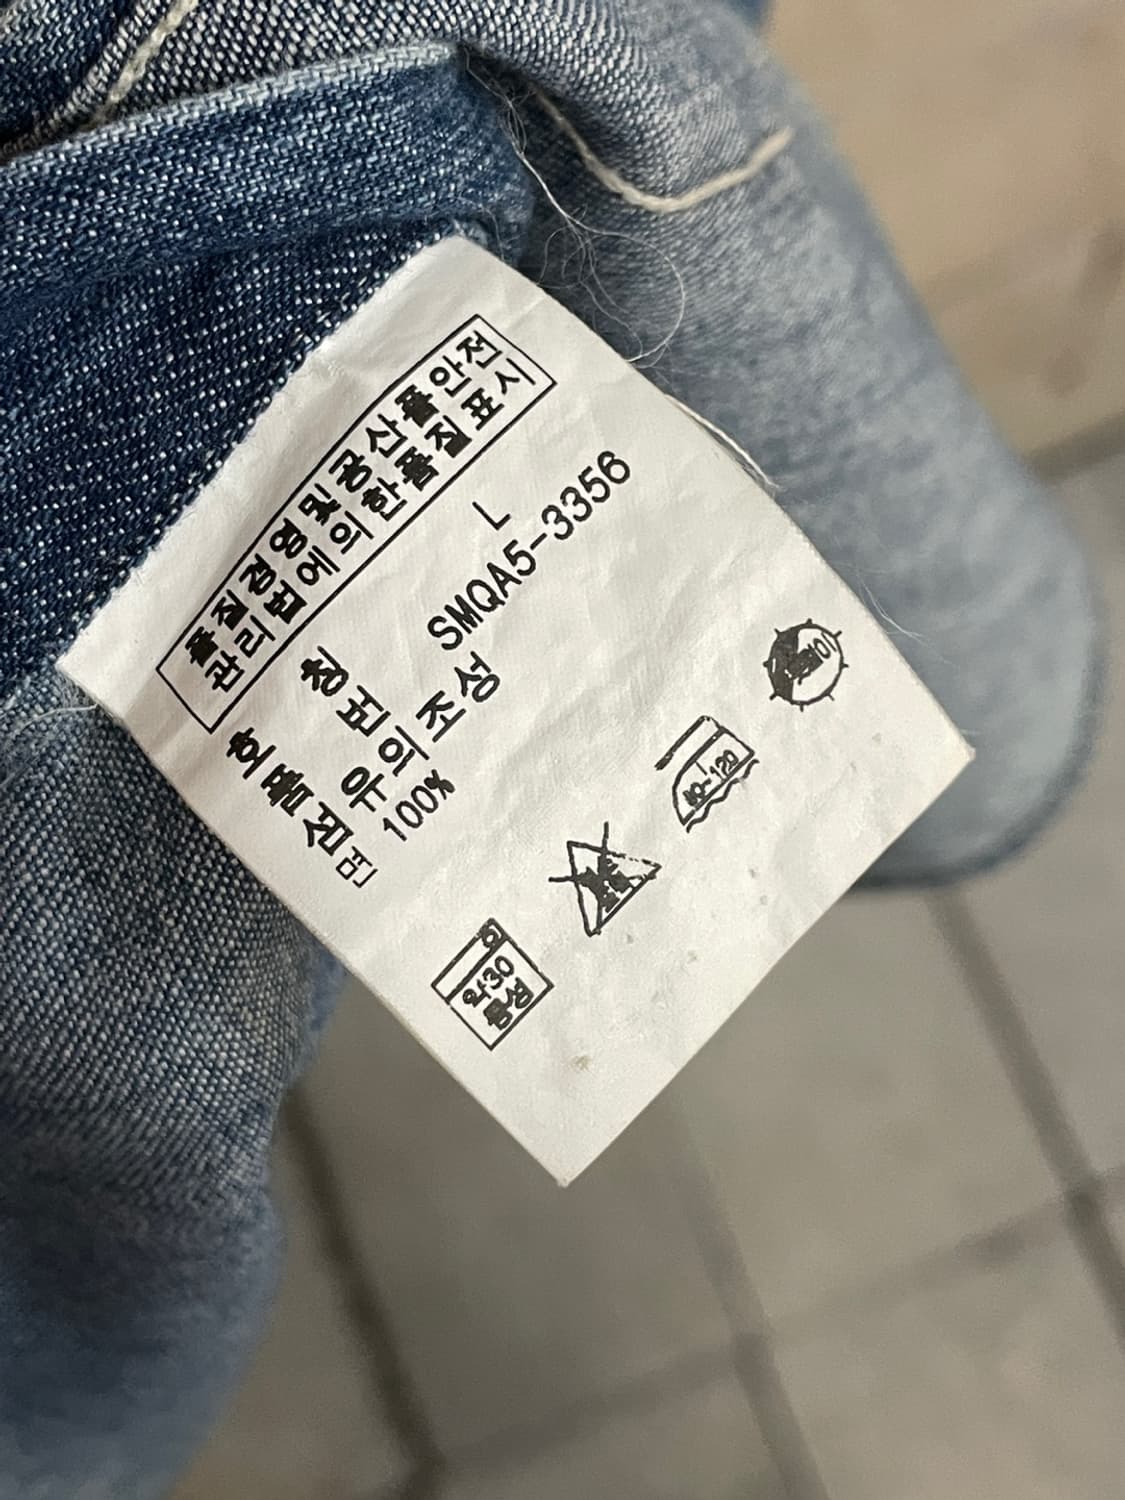 품질경영및공산품안전
관리법에의한품질표시
호칭 L
품번 SMQA5-3356
섬유의조성
면 100%
약30
중성
80-120